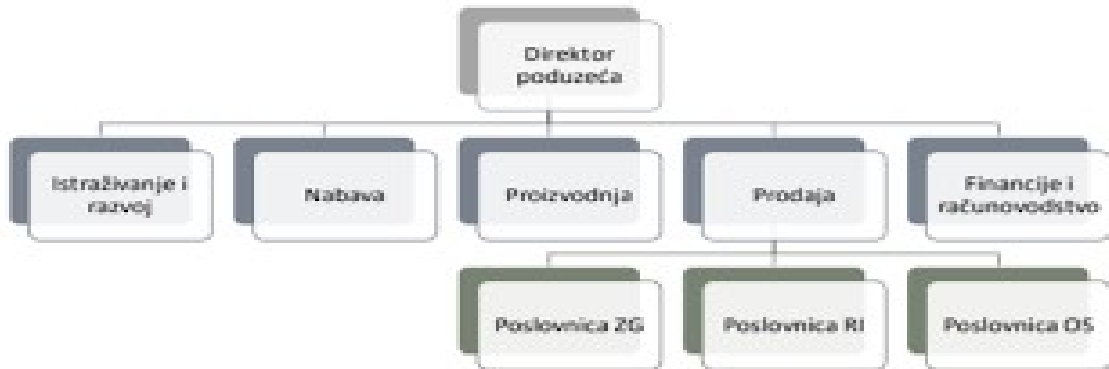 Direktor
poduzeća
Istraživanje i
razvoj
Nabava
Proizvodnja
Prodaja
Financije i
računovodstvo
Poslovnica ZG
Poslovnica RI
Poslovnica OS